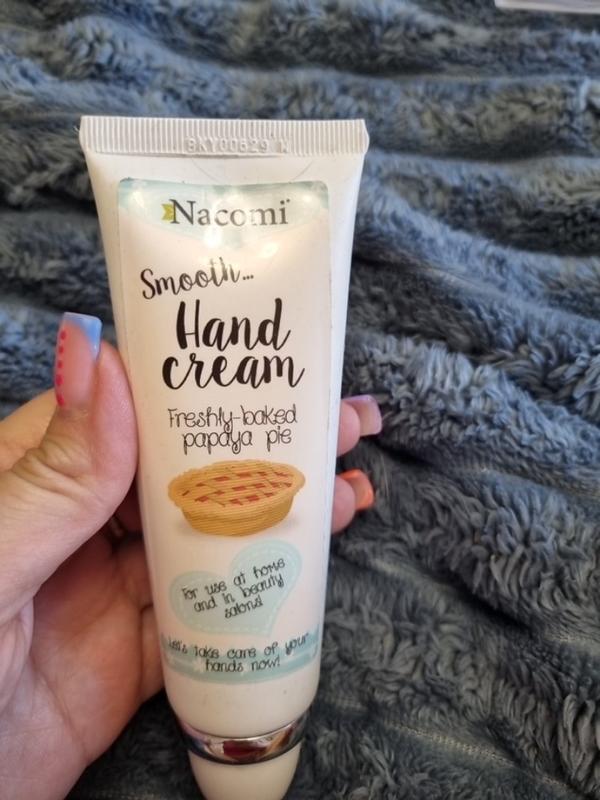 BKY00629 W
Nacomi
Smooth...
Hand
cream
Freshly-baked
papaya pie
For use at home
and in beauty
salons!
Let's take care of your
hands now!